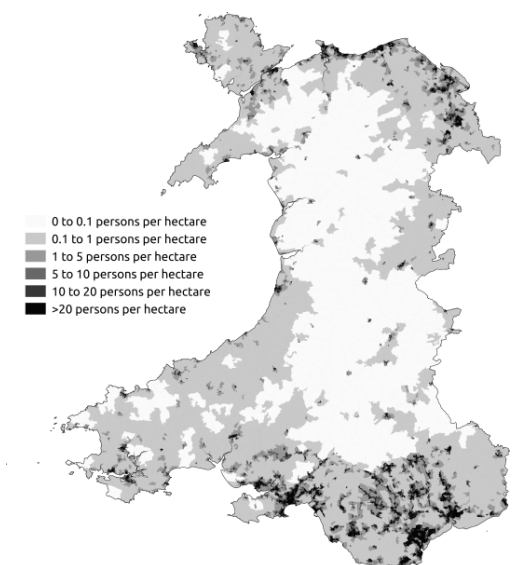 0 to 0.1 persons per hectare
0.1 to 1 persons per hectare
1 to 5 persons per hectare
5 to 10 persons per hectare
10 to 20 persons per hectare
>20 persons per hectare